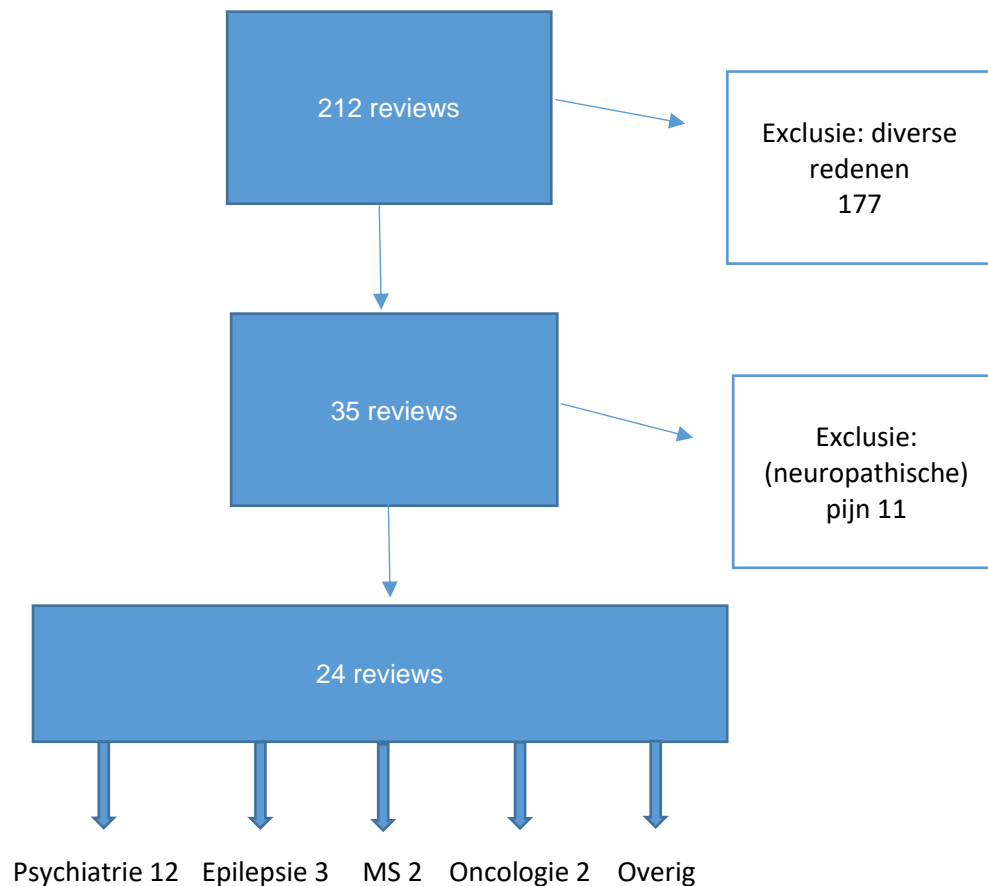 212 reviews
Exclusie: diverse
redenen
177
35 reviews
Exclusie:
(neuropathische)
pijn 11
24 reviews
Psychiatrie 12 Epilepsie 3 MS 2 Oncologie 2 Overig